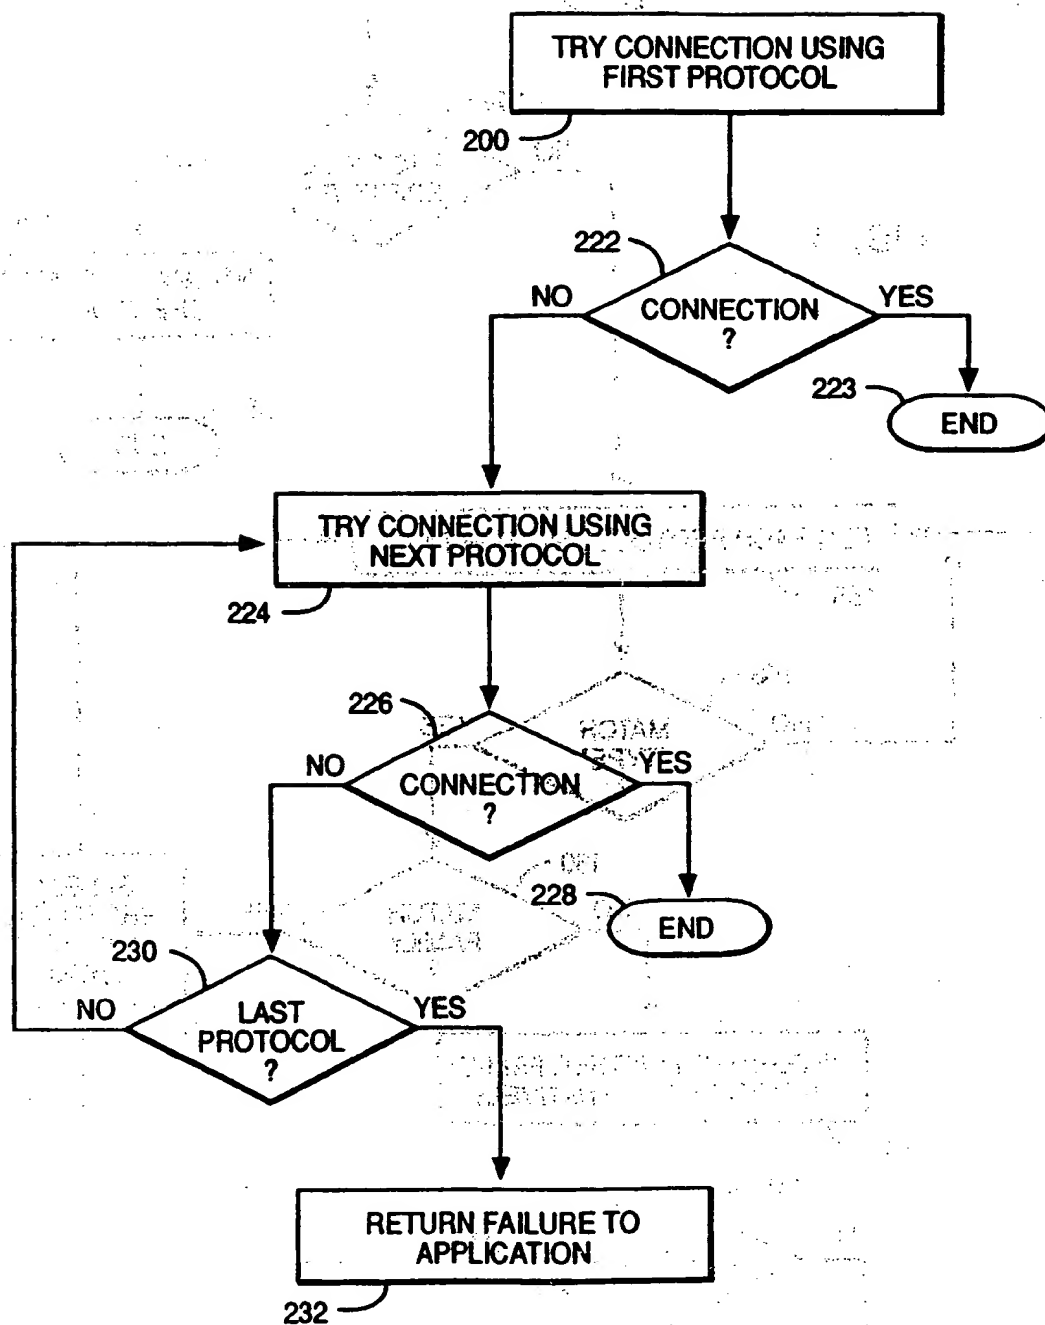 TRY CONNECTION USING
FIRST PROTOCOL
200
222
NO
CONNECTION
?
YES
223
END
TRY CONNECTION USING
NEXT PROTOCOL
224
226
NO
CONNECTION
?
YES
228
END
230
NO
LAST
PROTOCOL
?
YES
RETURN FAILURE TO
APPLICATION
232